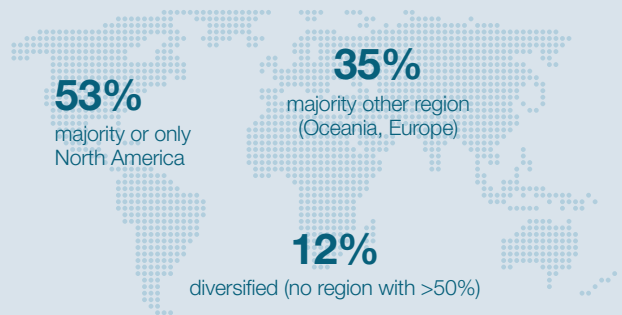 53%
majority or only
North America
35%
majority other region
(Oceania, Europe)
12%
diversified (no region with >50%)